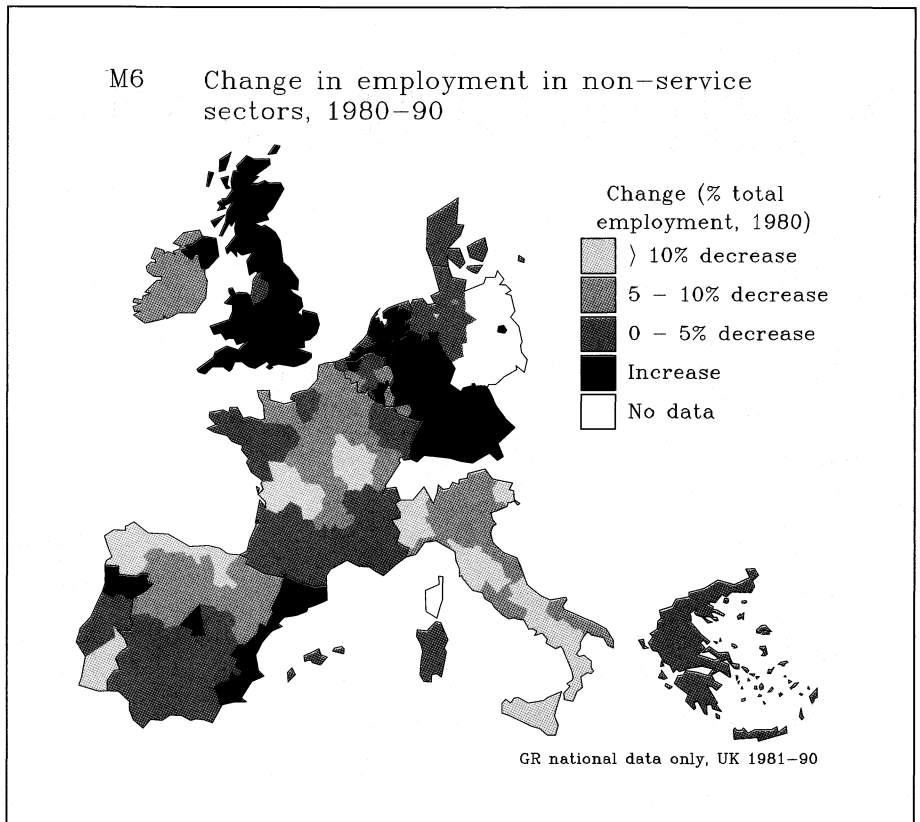 M6 Change in employment in non-service
sectors, 1980-90
Change (% total
employment, 1980)
⟩ 10% decrease
5 - 10% decrease
0 - 5% decrease
Increase
No data
GR national data only, UK 1981-90